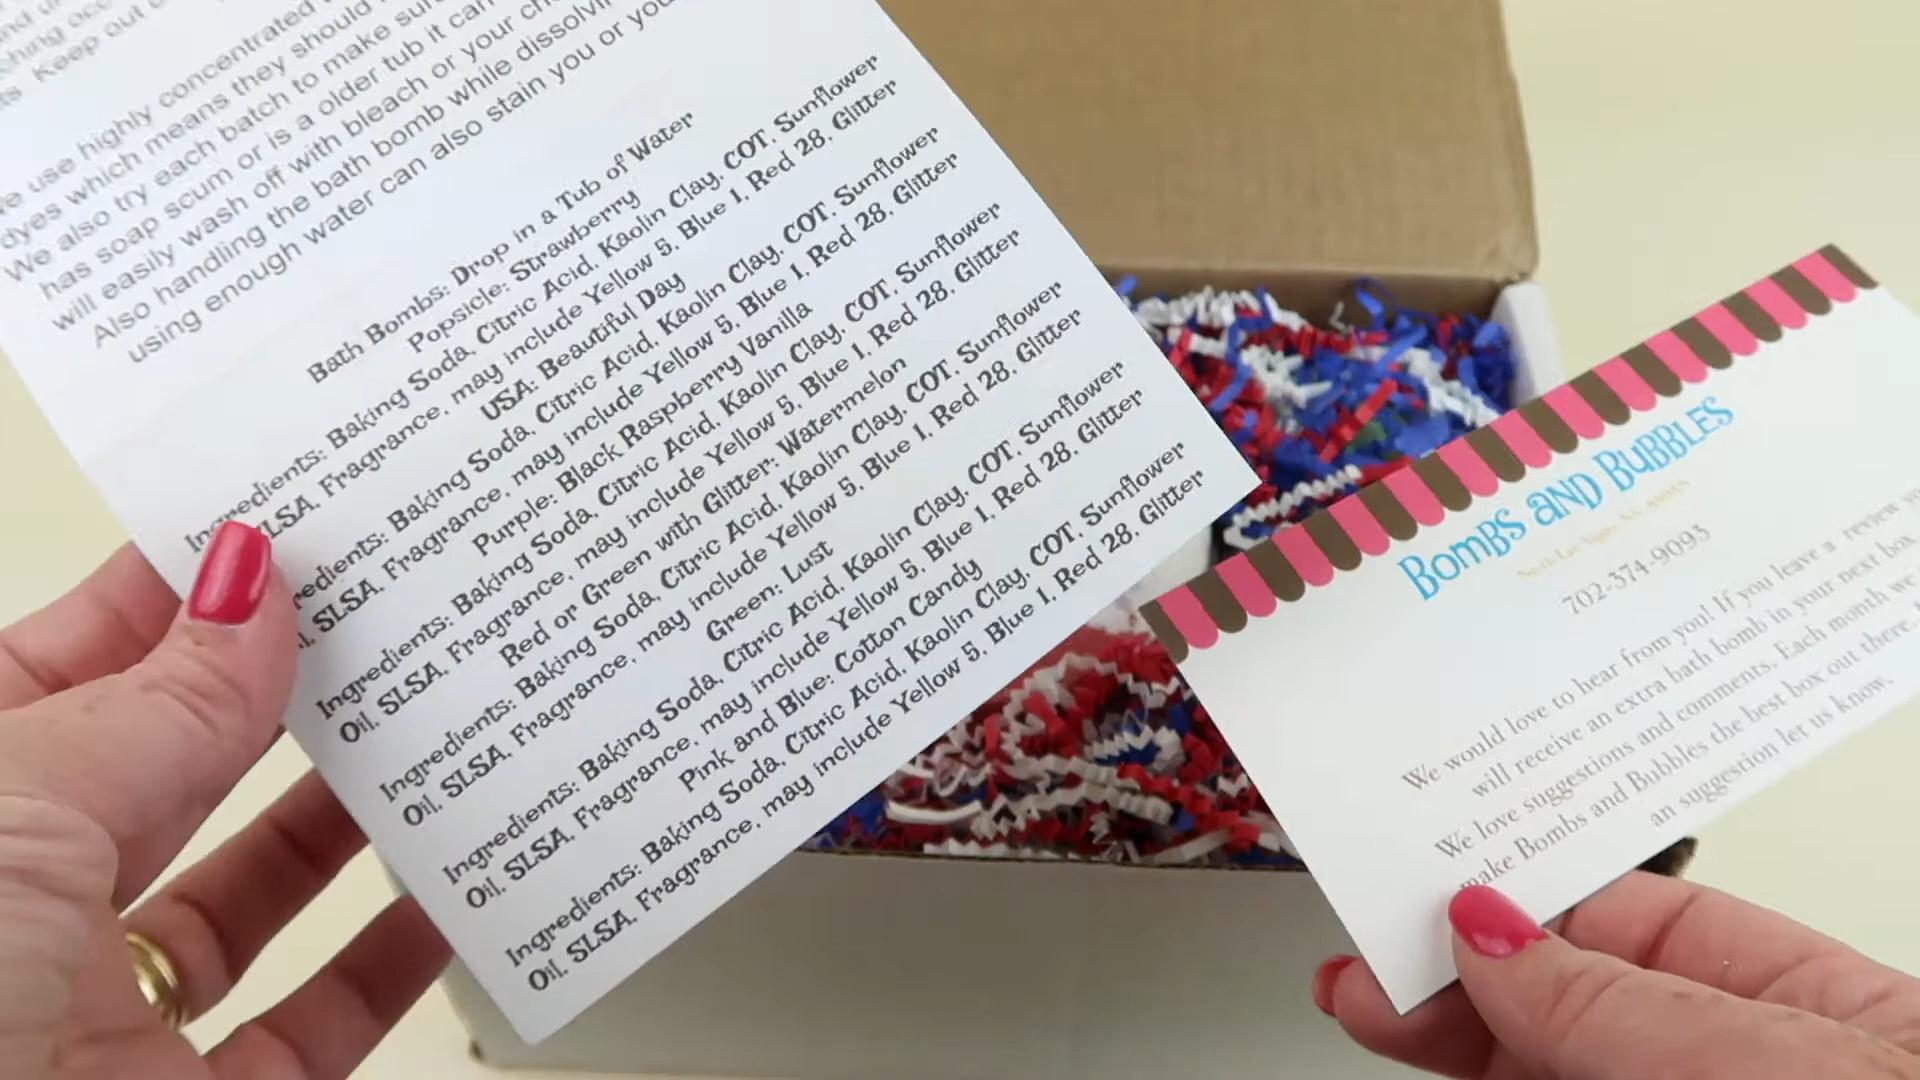 ching occ
ts Keep out
We use highly concentrated
dyes which means they should
We also try each batch to make sure
has soap scum or is a older tub it can
will easily wash off with bleach or your
Also handling the bath bomb while dissolving
using enough water can also stain you or your
Bath Bombs: Drop in a Tub of Water
Popsicle: Strawberry
Ingredients: Baking Soda, Citric Acid, Kaolin Clay, COT, Sunflower
SLSA, Fragrance, may include Yellow 5, Blue 1, Red 28, Glitter
USA: Beautiful Day
redients: Baking Soda, Citric Acid, Kaolin Clay, COT, Sunflower
SLSA, Fragrance, may include Yellow 5, Blue 1, Red 28, Glitter
Purple: Black Raspberry Vanilla
Ingredients: Baking Soda, Citric Acid, Kaolin Clay, COT, Sunflower
Oil, SLSA, Fragrance, may include Yellow 5, Blue 1, Red 28, Glitter
Red or Green with Glitter: Watermelon
Ingredients: Baking Soda, Citric Acid, Kaolin Clay, COT, Sunflower
Oil, SLSA, Fragrance, may include Yellow 5, Blue 1, Red 28, Glitter
Green: Lust
Ingredients: Baking Soda, Citric Acid, Kaolin Clay, COT, Sunflower
Oil, SLSA, Fragrance, may include Yellow 5, Blue 1, Red 28, Glitter
Pink and Blue: Cotton Candy
Ingredients: Baking Soda, Citric Acid, Kaolin Clay, COT, Sunflower
Oil, SLSA, Fragrance, may include Yellow 5, Blue 1, Red 28, Glitter
Bombs and Bubbles
North Las Vegas NV
702-374-9093
We would love to hear from you! If you leave a review
will receive an extra bath bomb in your next box.
We love suggestions and comments. Each month we
make Bombs and Bubbles the best box out there.
an suggestion let us know.